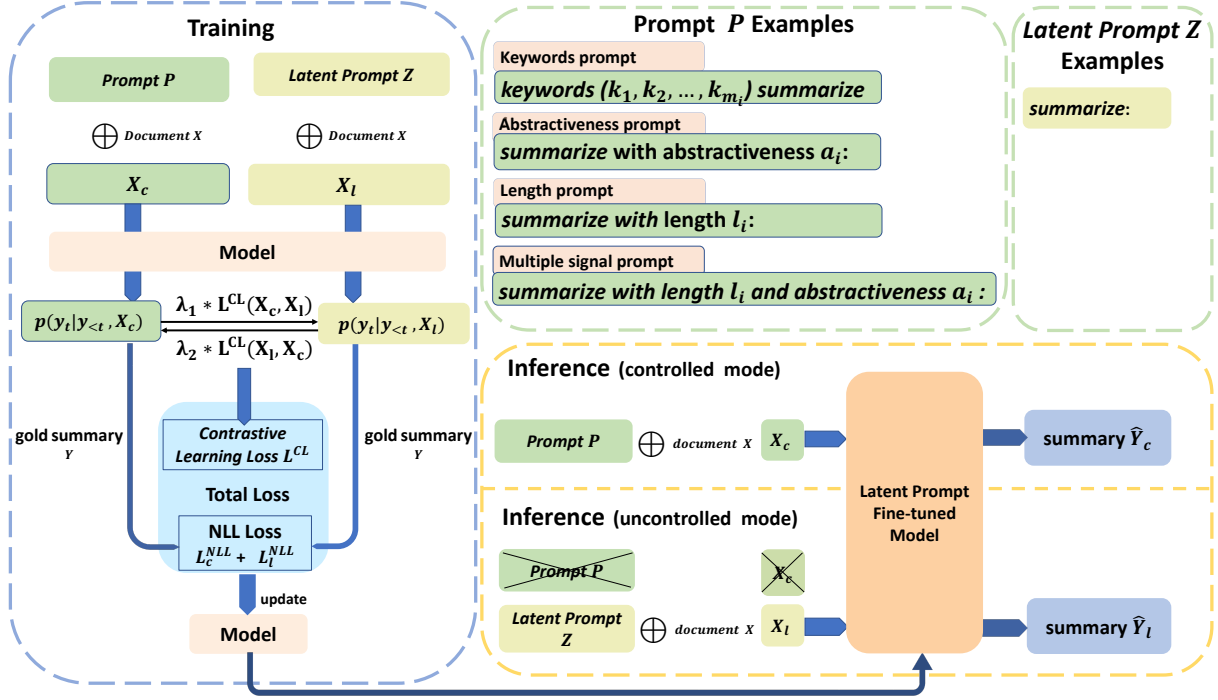 Training
Prompt P
Latent Prompt Z
⊕ Document X
⊕ Document X
X_c
X_l
Model
p(y_t|y_{<t}, X_c)
λ_1 * L^{CL}(X_c, X_l)
λ_2 * L^{CL}(X_l, X_c)
p(y_t|y_{<t}, X_l)
gold summary
Y
gold summary
Y
Contrastive
Learning Loss L^{CL}
Total Loss
NLL Loss
L_c^{NLL} + L_l^{NLL}
update
Model
Prompt P Examples
Keywords prompt
keywords (k_1, k_2, ..., k_{m_i}) summarize
Abstractiveness prompt
summarize with abstractiveness a_i:
Length prompt
summarize with length l_i:
Multiple signal prompt
summarize with length l_i and abstractiveness a_i :
Latent Prompt Z
Examples
summarize:
Inference (controlled mode)
Prompt P
⊕ document X
X_c
summary Ŷ_c
Latent Prompt
Fine-tuned
Model
Inference (uncontrolled mode)
Prompt P
X_c
Latent Prompt
Z
⊕ document X
X_l
summary Ŷ_l